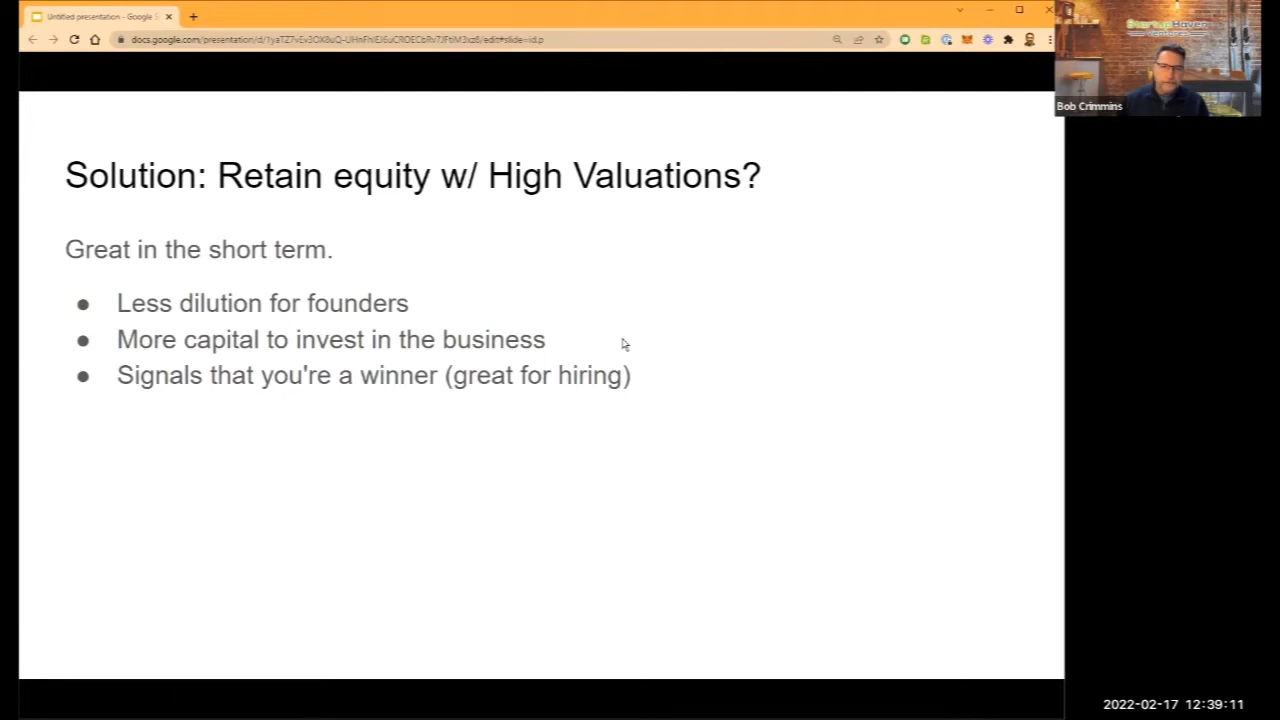 Untitled presentation - Google S
StartupHaven
Ventures
Bob Crimmins
Solution: Retain equity w/ High Valuations?
Great in the short term.
● Less dilution for founders
● More capital to invest in the business
● Signals that you're a winner (great for hiring)
2022-02-17 12:39:11